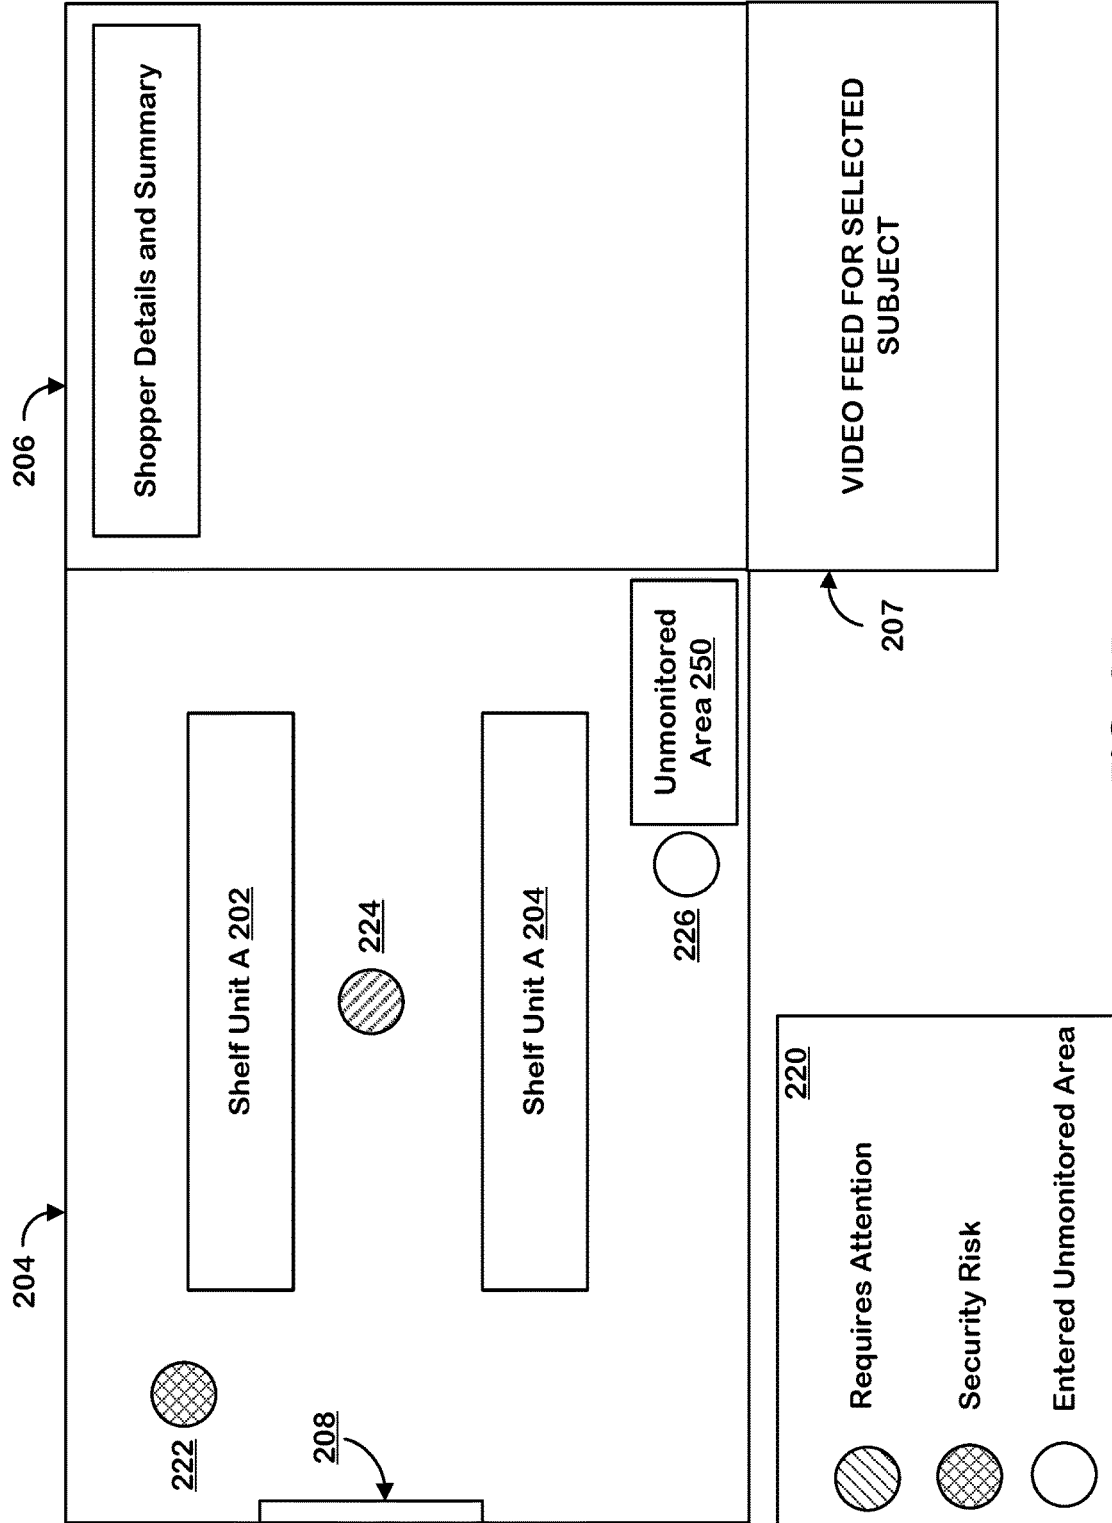 204
206
Shopper Details and Summary
222
Shelf Unit A 202
208
224
Shelf Unit A 204
226
Unmonitored
Area 250
207
VIDEO FEED FOR SELECTED
SUBJECT
220
Requires Attention
Security Risk
Entered Unmonitored Area